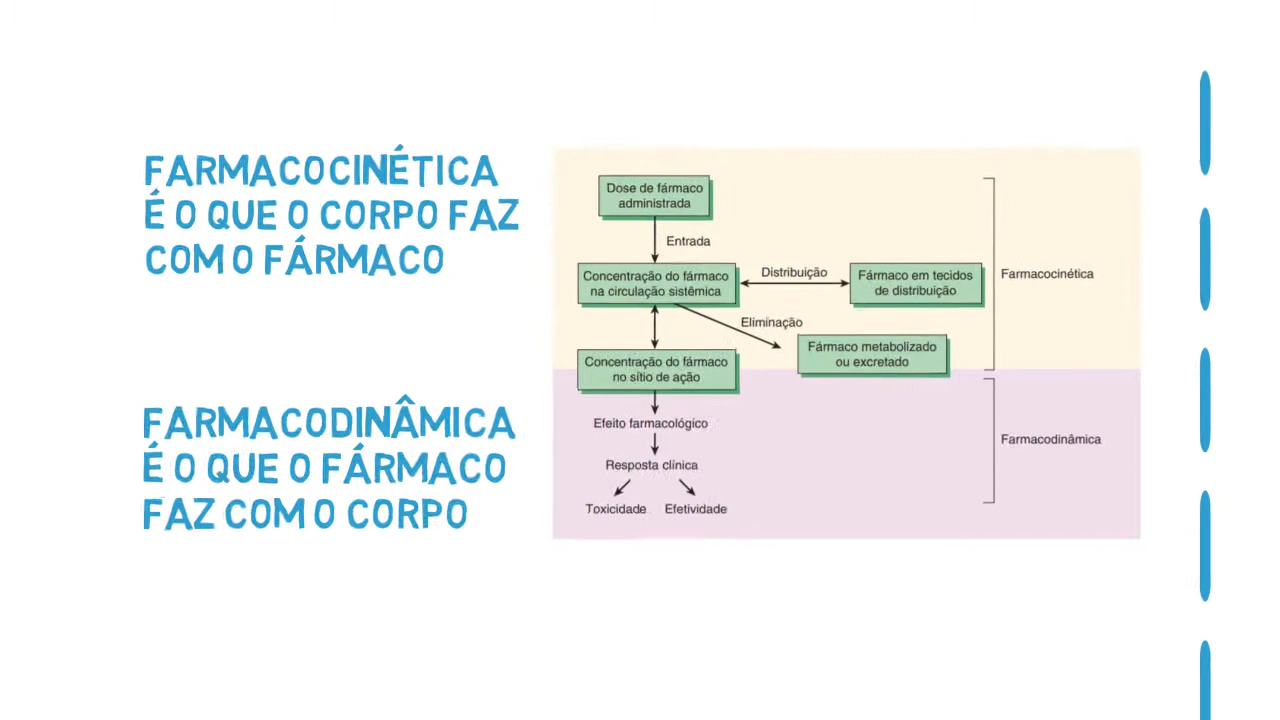 FARMACOCINÉTICA
É O QUE O CORPO FAZ
COM O FÁRMACO
FARMACODINÂMICA
É O QUE O FÁRMACO
FAZ COM O CORPO
Dose de fármaco
administrada
Entrada
Concentração do fármaco
na circulação sistêmica
Distribuição
Fármaco em tecidos
de distribuição
Farmacocinética
Eliminação
Fármaco metabolizado
ou excretado
Concentração do fármaco
no sítio de ação
Efeito farmacológico
Farmacodinâmica
Resposta clínica
Toxicidade
Efetividade